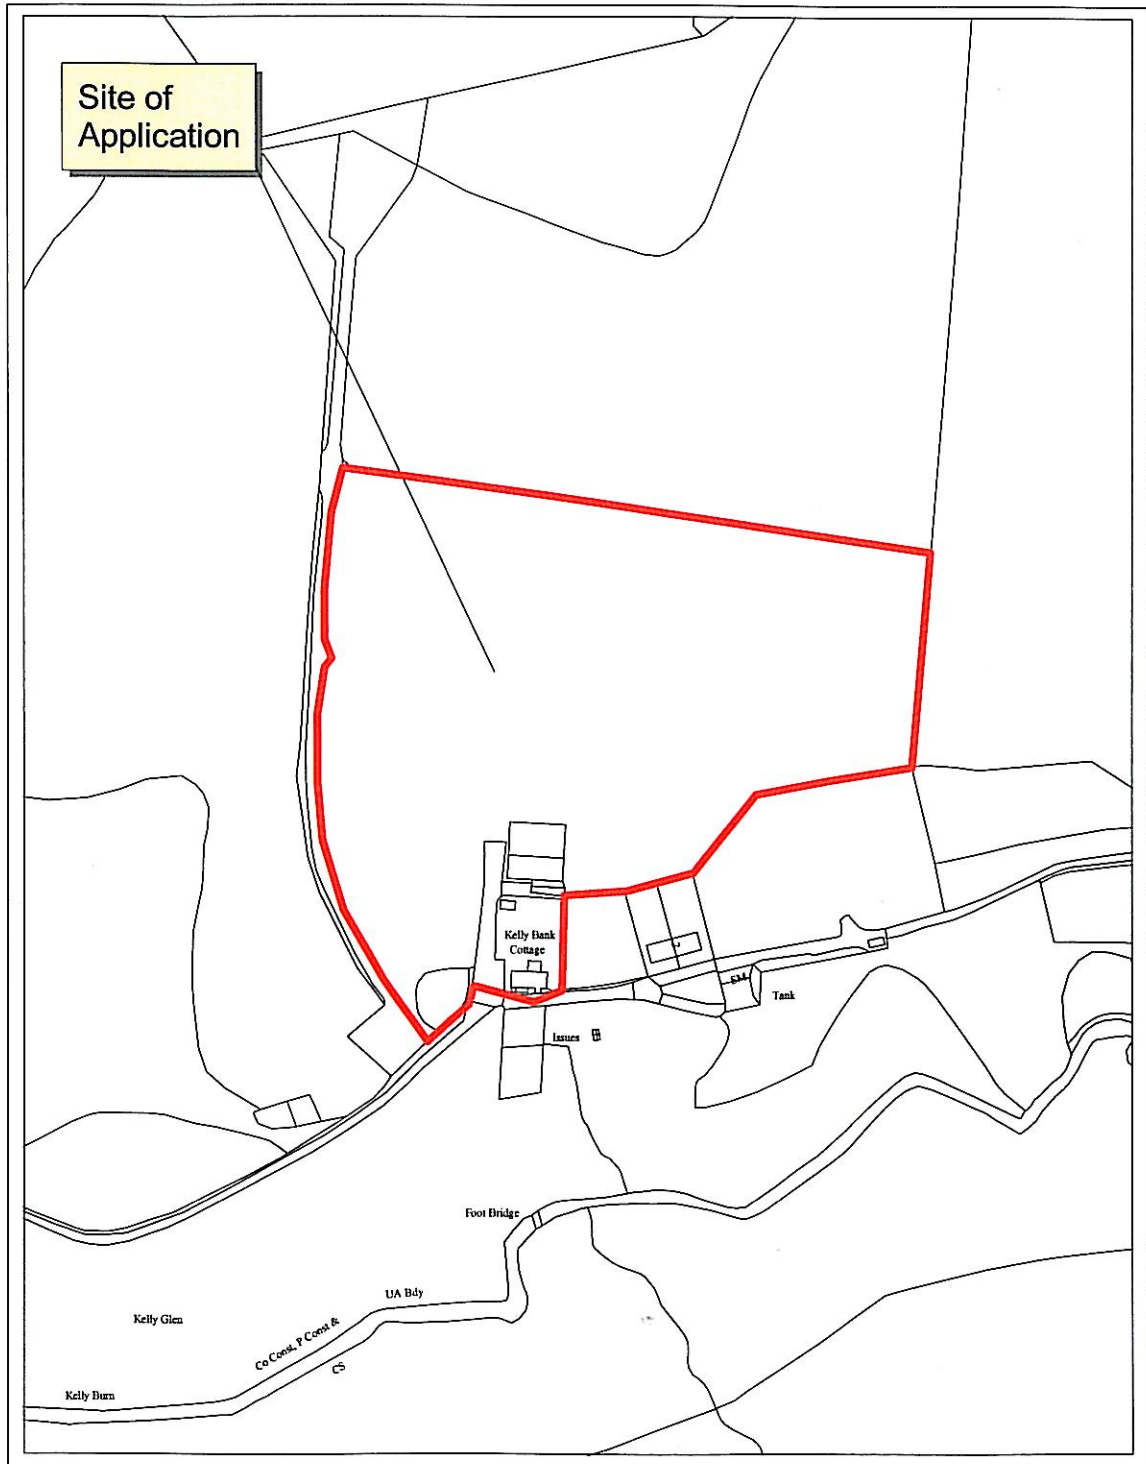 Site of
Application
Kelly Bank
Cottage
EM
Tank
Issues
Foot Bridge
UA Bdy
Kelly Glen
Co Const, P Const &
CS
Kelly Burn